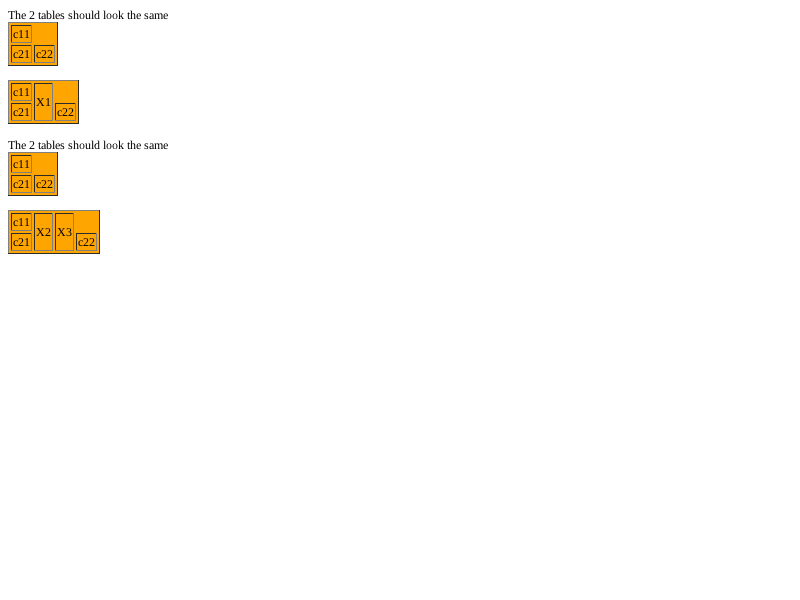 The 2 tables should look the same
c11
c21 c22
c11
X1
c21 c22
The 2 tables should look the same
c11
c21 c22
c11
X2 X3
c21 c22